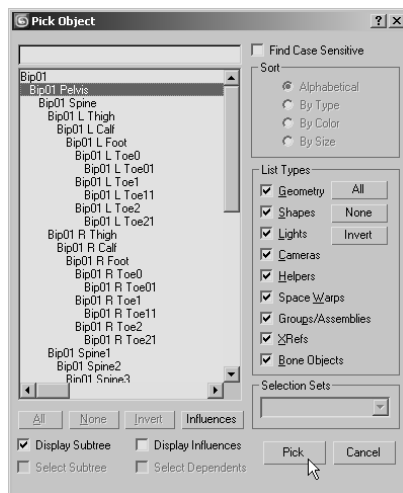 Pick Object
Find Case Sensitive
Sort
Alphabetical
By Type
By Color
By Size
Bip01
Bip01 Pelvis
Bip01 Spine
Bip01 L Thigh
Bip01 L Calf
Bip01 L Foot
Bip01 L Toe0
Bip01 L Toe01
Bip01 L Toe1
Bip01 L Toe11
Bip01 L Toe2
Bip01 L Toe21
Bip01 R Thigh
Bip01 R Calf
Bip01 R Foot
Bip01 R Toe0
Bip01 R Toe01
Bip01 R Toe1
Bip01 R Toe11
Bip01 R Toe2
Bip01 R Toe21
Bip01 Spine1
Bip01 Spine2
Bip01 Spine3
List Types
Geometry All
Shapes None
Lights Invert
Cameras
Helpers
Space Warps
Groups/Assemblies
XRefs
Bone Objects
Selection Sets
All None Invert Influences
Display Subtree Display Influences
Select Subtree Select Dependents
Pick Cancel